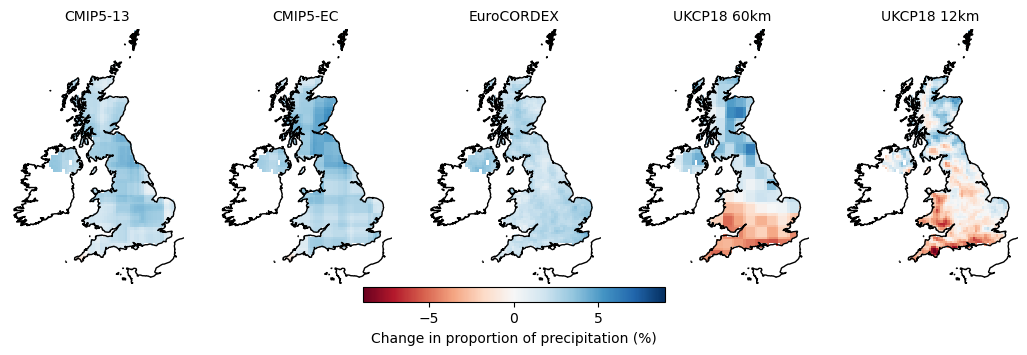 CMIP5-13 CMIP5-EC EuroCORDEX UKCP18 60km UKCP18 12km
−5 0 5
Change in proportion of precipitation (%)